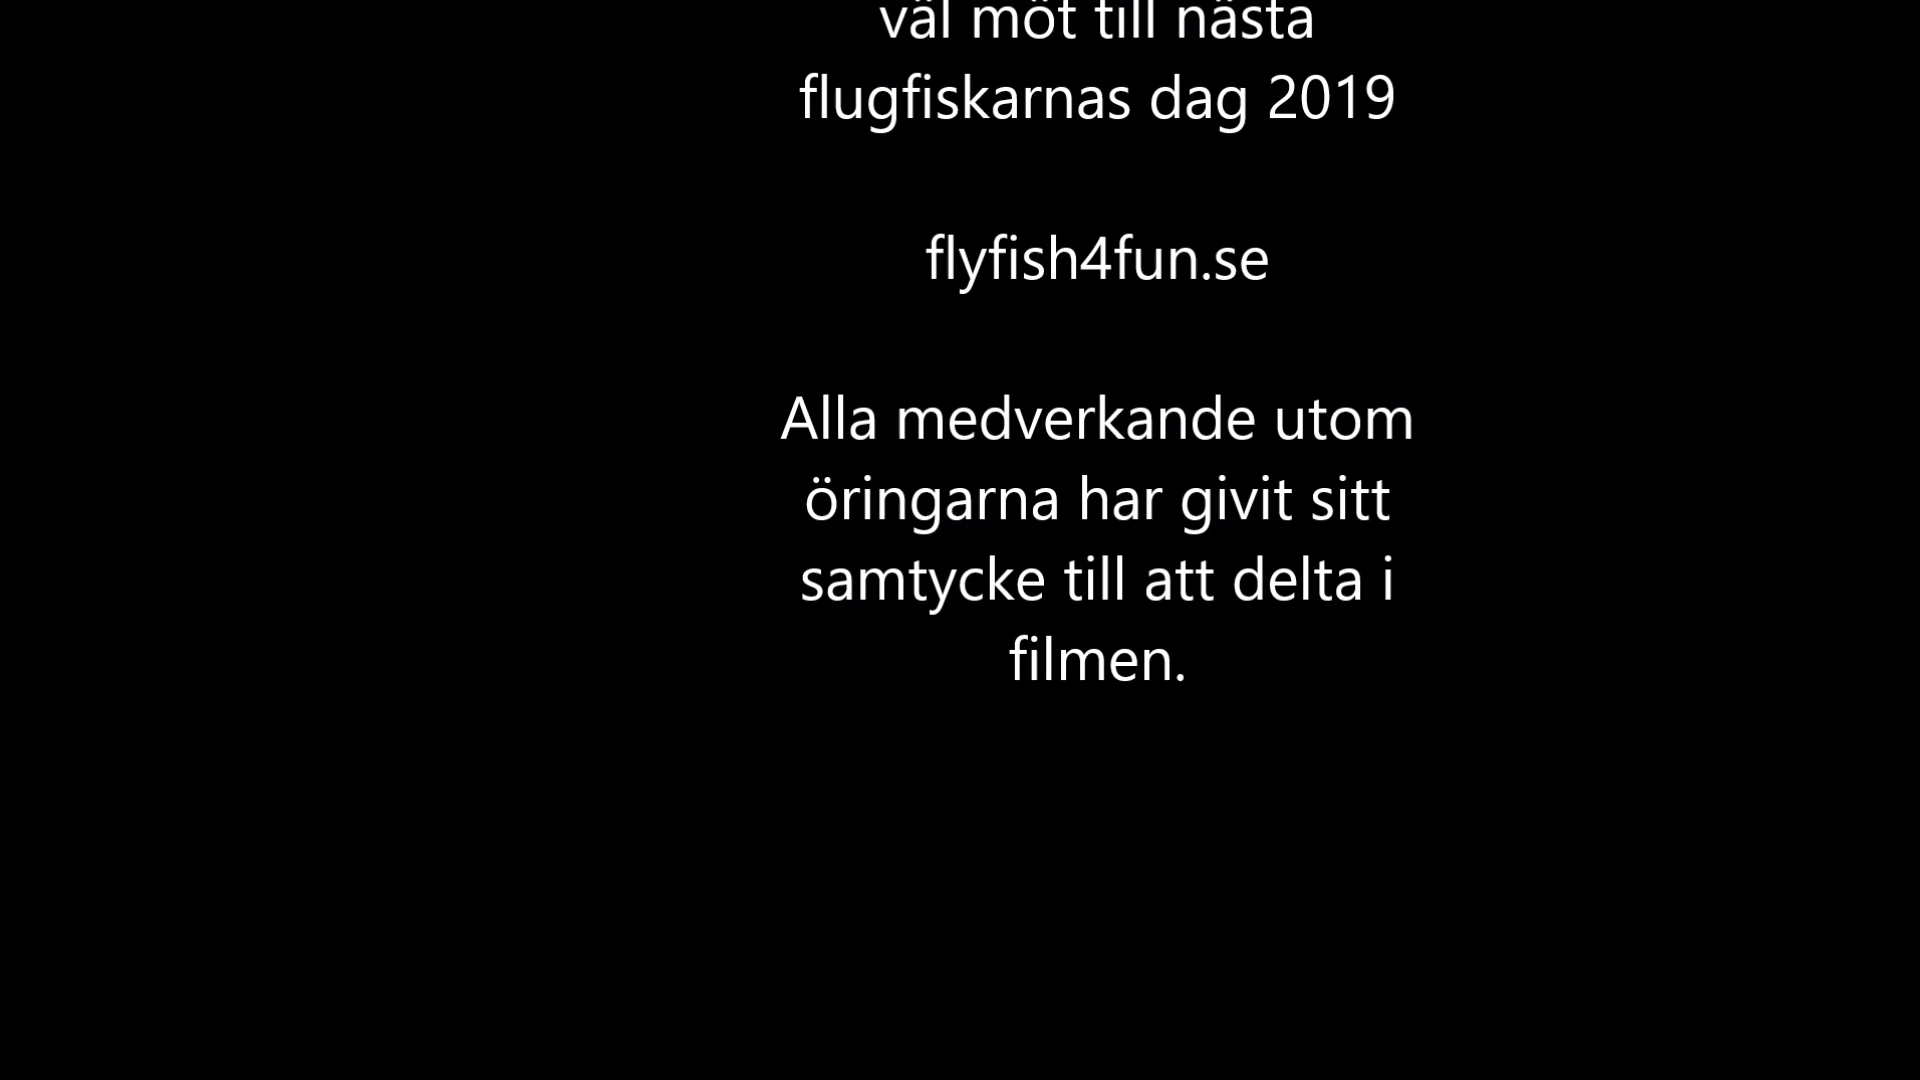 väl möt till nästa
flugfiskarnas dag 2019
flyfish4fun.se
Alla medverkande utom
öringarna har givit sitt
samtycke till att delta i
filmen.